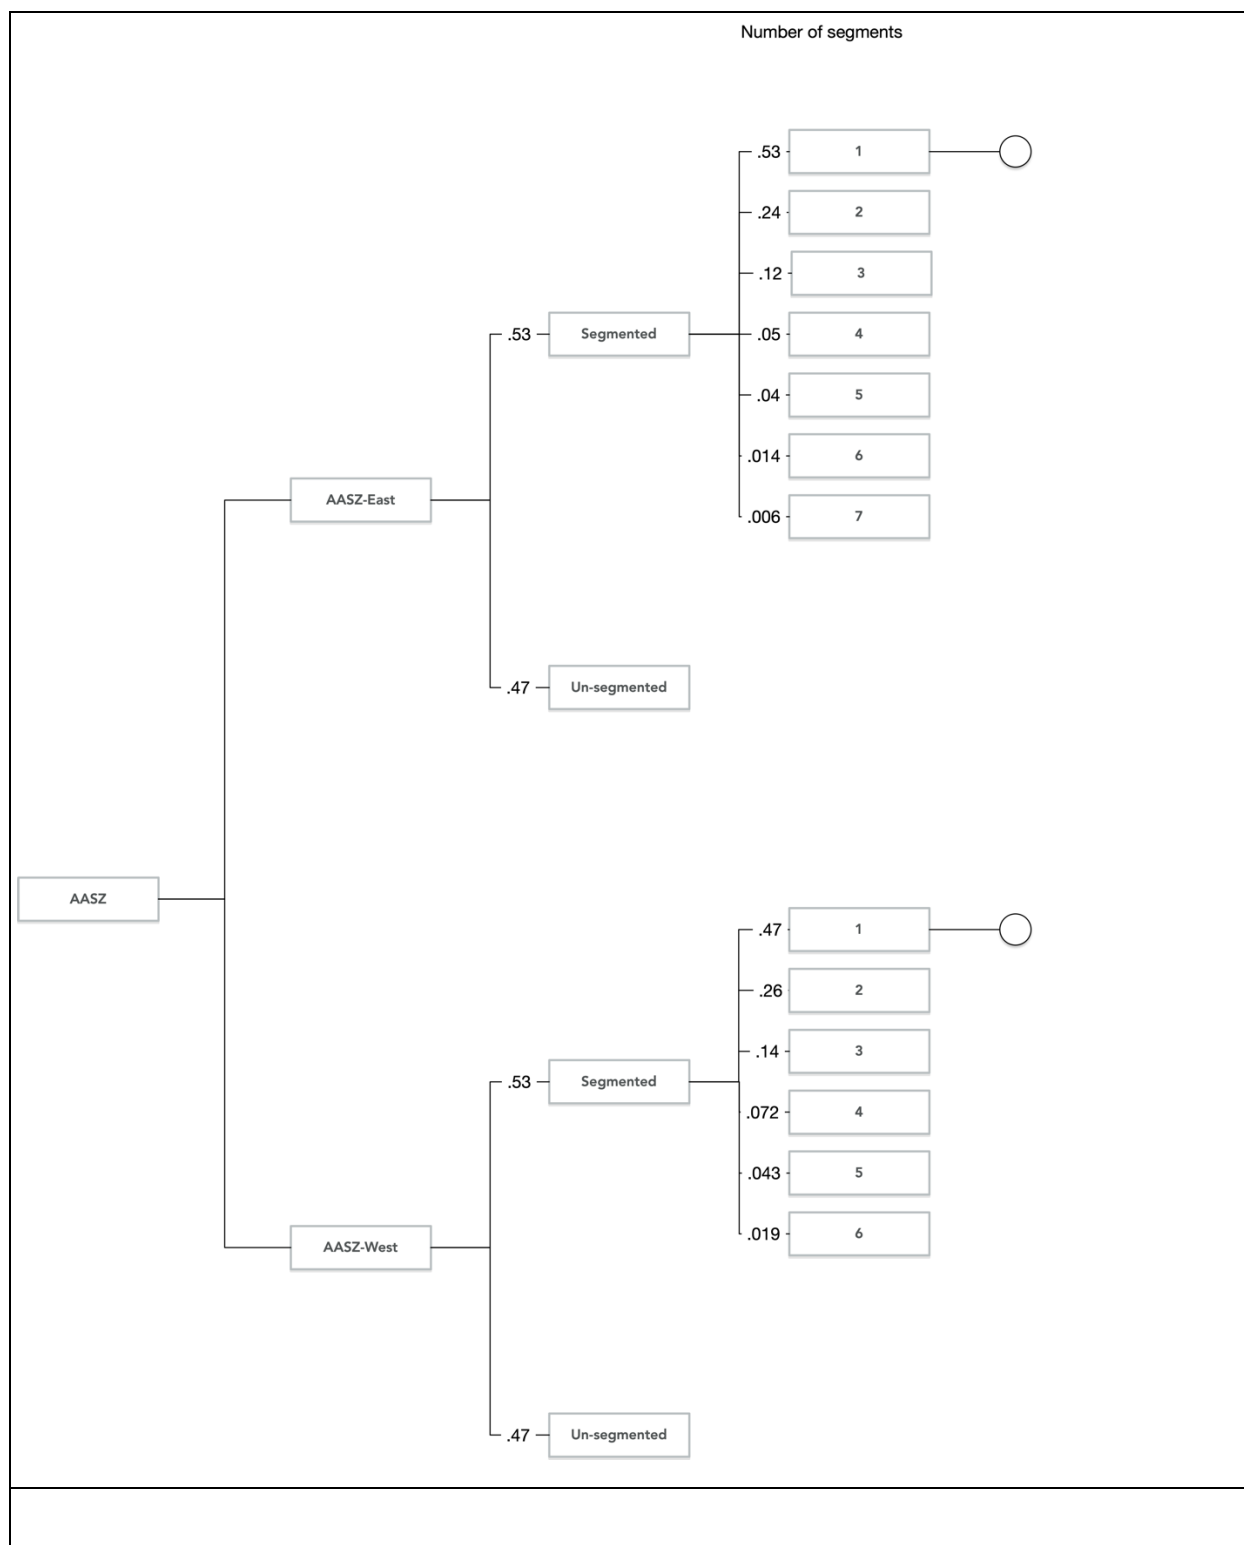 Number of segments
.53 1
.24 2
.12 3
.53 Segmented .05 4
.04 5
.014 6
AASZ-East
.006 7
.47 Un-segmented
AASZ
.47 1
.26 2
.14 3
.53 Segmented
.072 4
.043 5
.019 6
AASZ-West
.47 Un-segmented